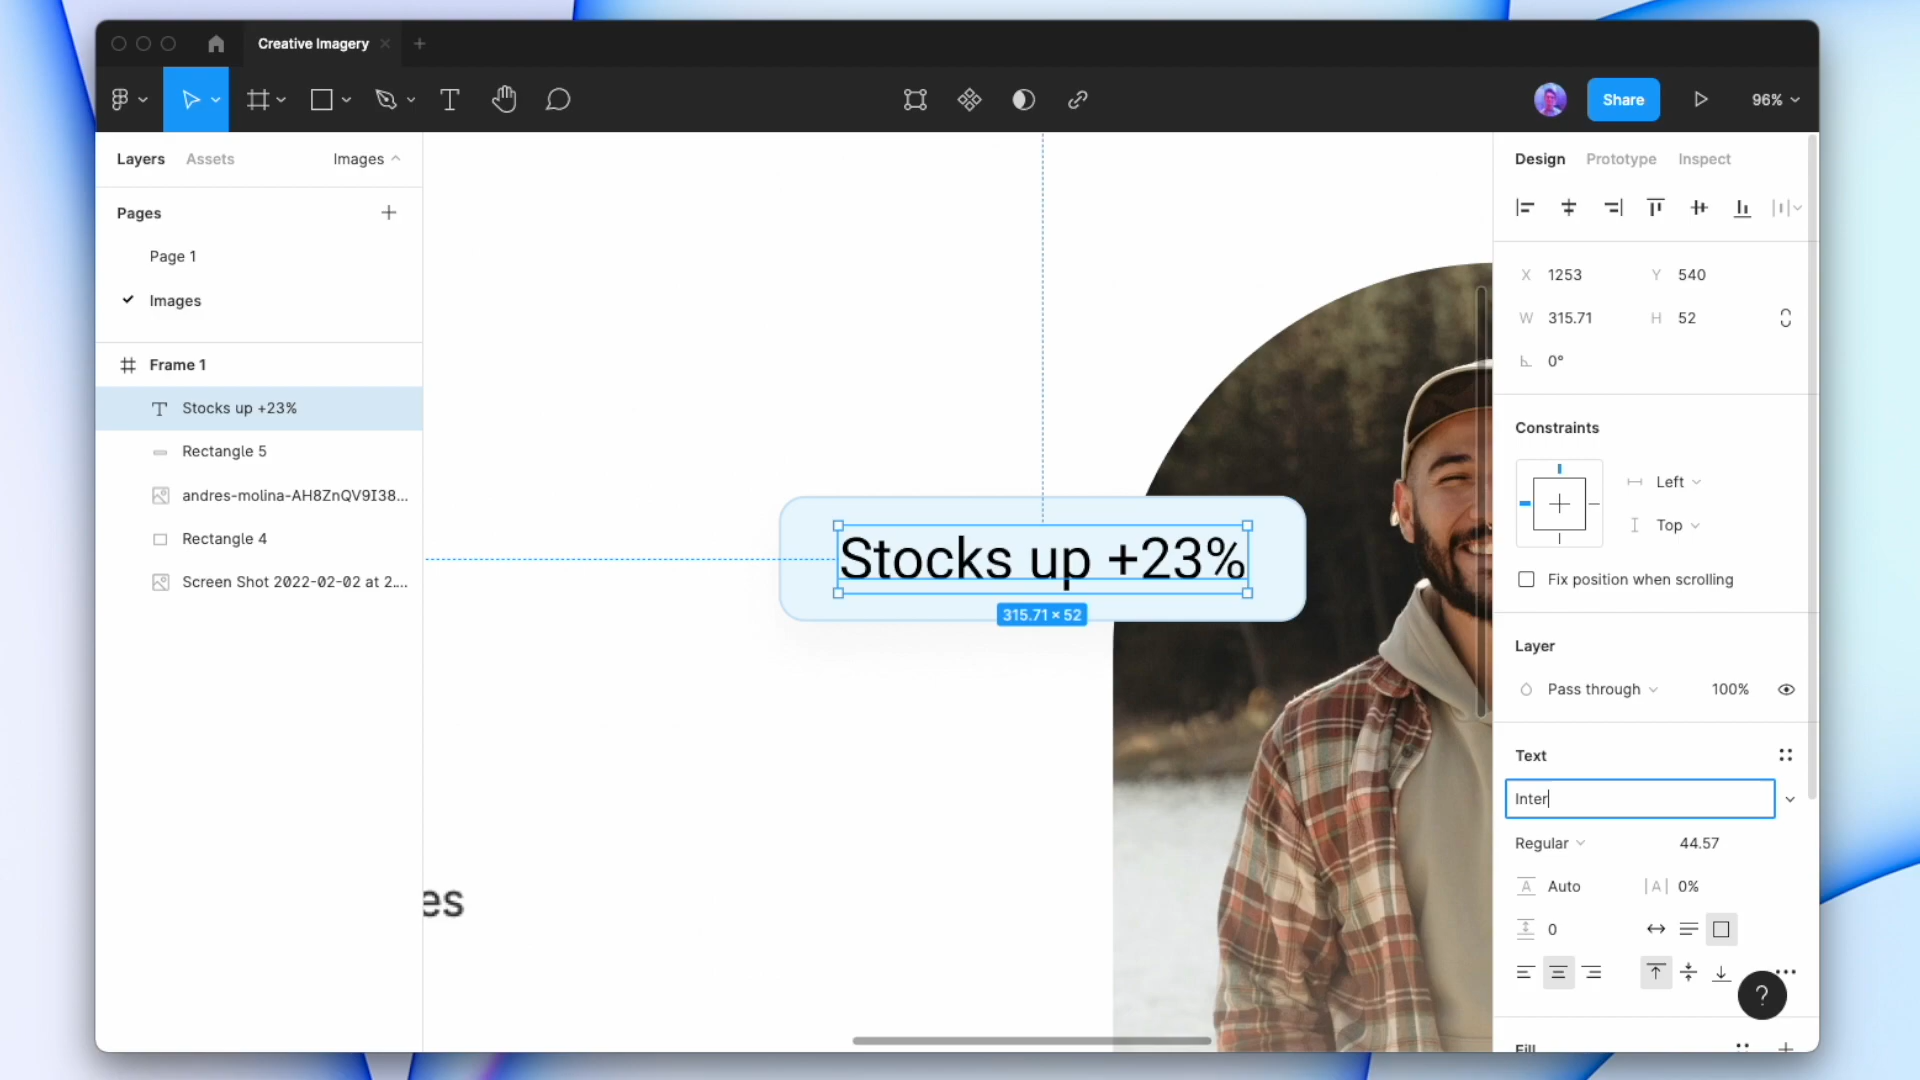 Creative Imagery
Share
96%
Layers
Assets
Images
Pages
Page 1
Images
Frame 1
Stocks up +23%
Rectangle 5
andres-molina-AH8ZnQV9I38...
Rectangle 4
Screen Shot 2022-02-02 at 2....
Stocks up +23%
315.71 × 52
es
Design
Prototype
Inspect
X 1253
Y 540
W 315.71
H 52
0°
Constraints
Left
Top
Fix position when scrolling
Layer
Pass through
100%
Text
Inter
Regular
44.57
A Auto
|A| 0%
0
?
Fill